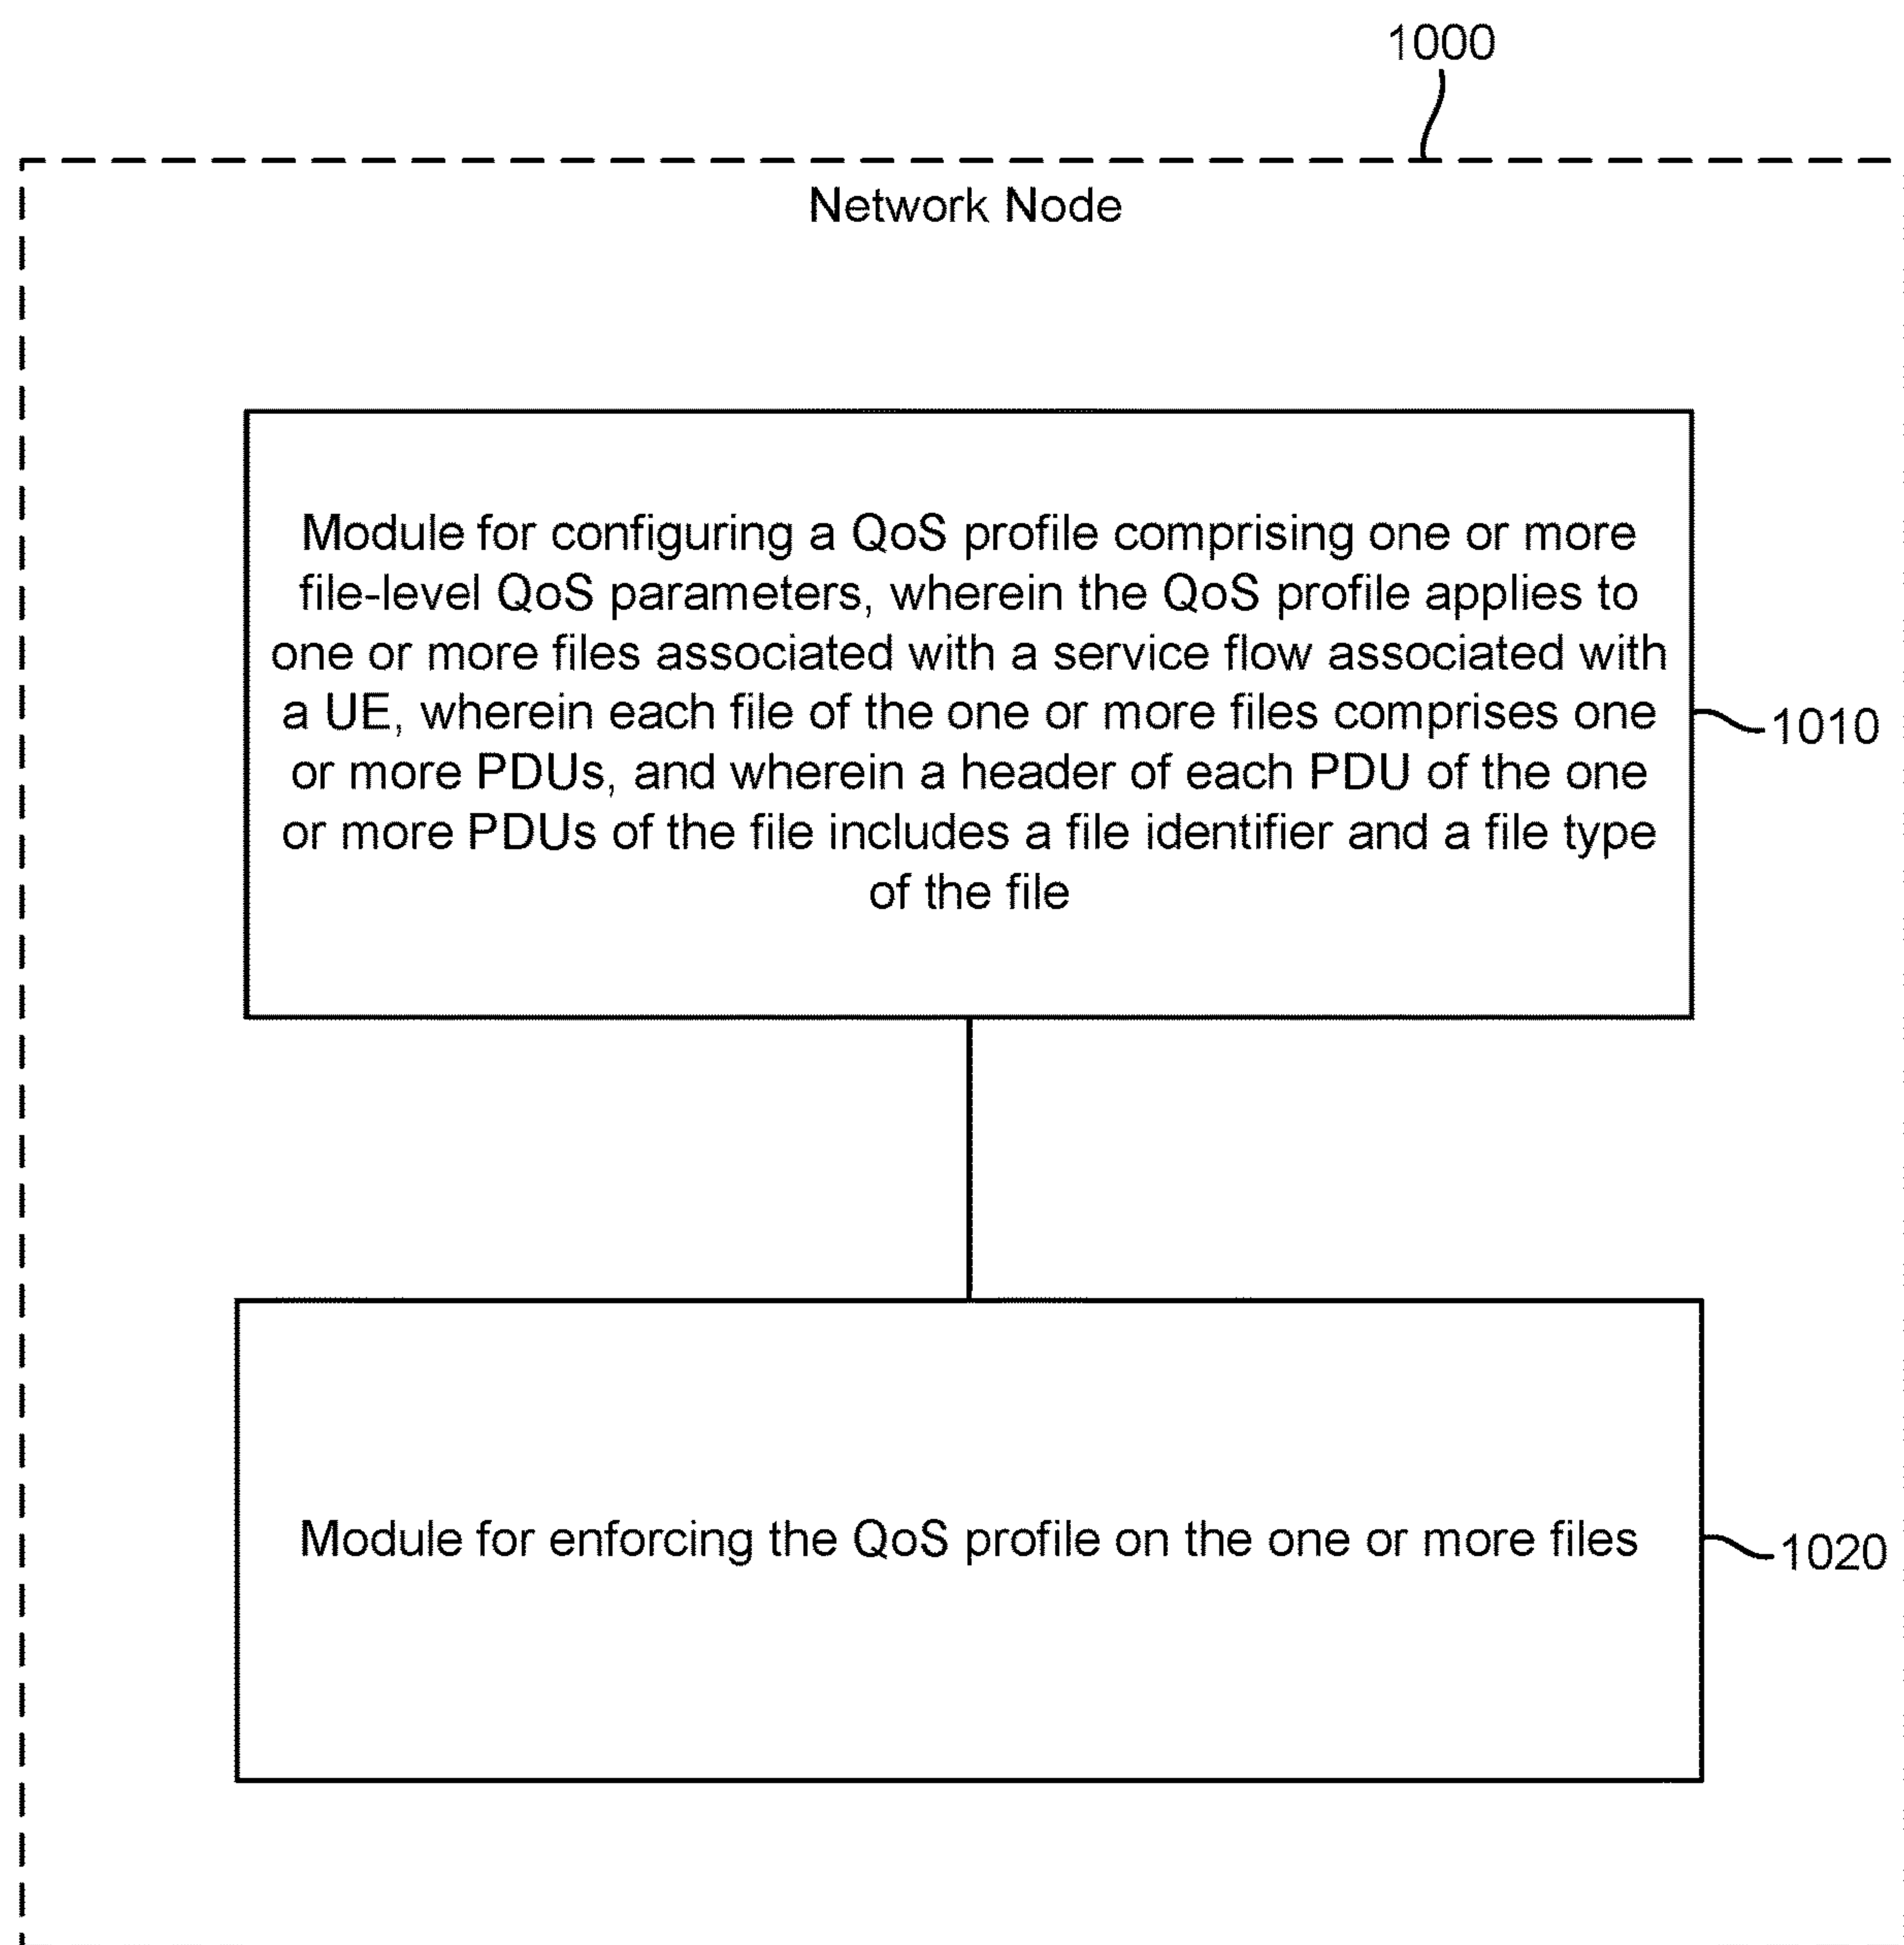 1000
Network Node
Module for configuring a QoS profile comprising one or more
file-level QoS parameters, wherein the QoS profile applies to
one or more files associated with a service flow associated with
a UE, wherein each file of the one or more files comprises one
or more PDUs, and wherein a header of each PDU of the one
or more PDUs of the file includes a file identifier and a file type
of the file
1010
Module for enforcing the QoS profile on the one or more files
1020